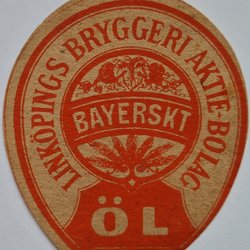 LINKÖPINGS BRYGGERI AKTIE-BOLAG
BAYERSKT
ÖL